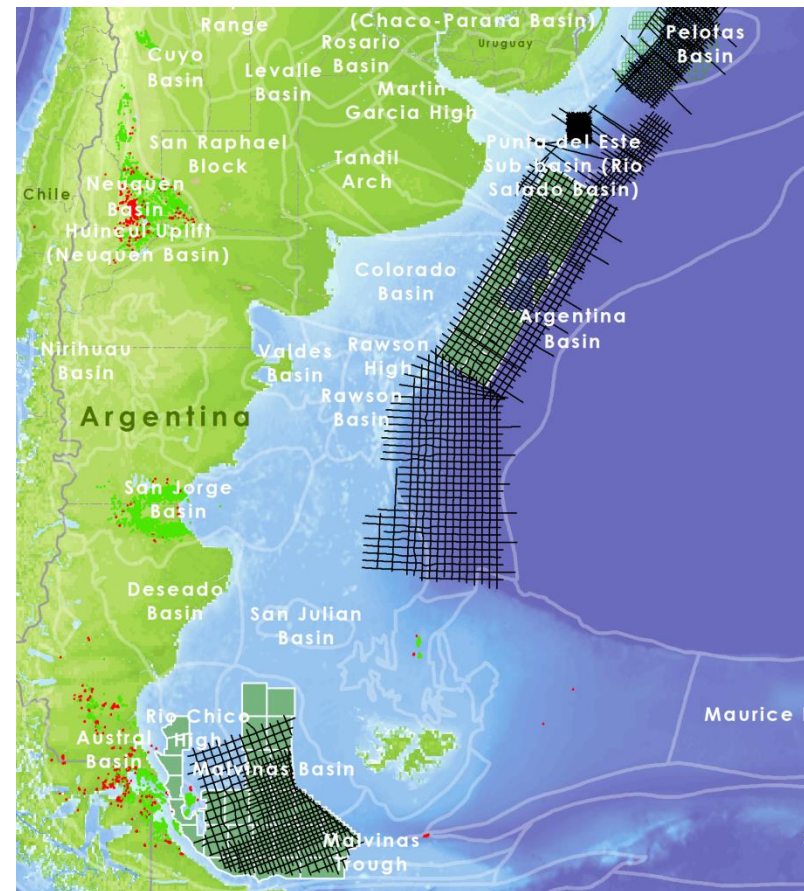 Range
(Chaco-Parana Basin)
Uruguay
Pelotas
Basin
Cuyo
Basin
Rosario
Basin
Levalle
Basin
Martin
Garcia High
San Raphael
Block
Tandil
Arch
Punta del Este
Sub-basin (Rio
Salado Basin)
Chile
Neuquen
Basin
Huincul Uplift
(Neuquen Basin)
Colorado
Basin
Argentina
Basin
Nirihuau
Basin
Valdes
Basin
Rawson
High
Rawson
Basin
Argentina
San Jorge
Basin
Deseado
Basin
San Julian
Basin
Rio Chico
High
Austral
Basin
Malvinas Basin
Maurice
Malvinas
Trough